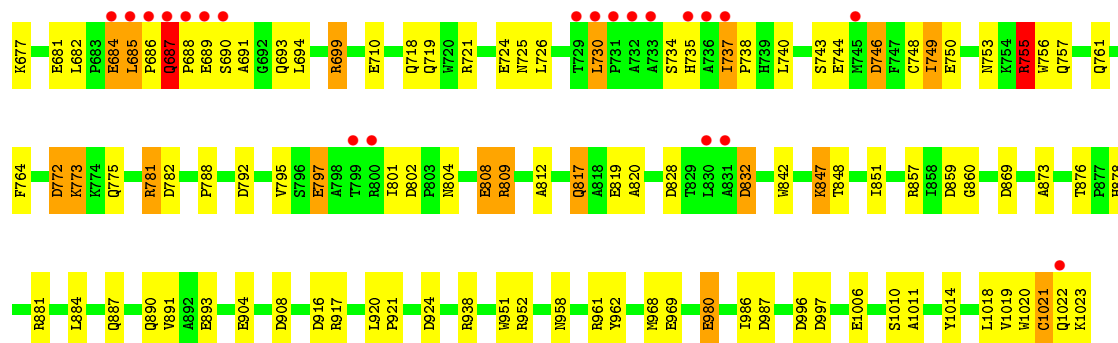 K677 E681 L682 P683 E684 L685 P686 Q687 P688 E689 S690 A691 G692 Q693 L694 R699 E710 Q718 Q719 W720 R721 E724 N725 L726 T729 L730 P731 A732 A733 S734 H735 A736 I737 P738 H739 L740 S743 E744 M745 D746 F747 C748 I749 E750 N753 K754 R755 W756 Q757 Q761
F764 D772 K773 K774 Q775 R781 D782 P788 D792 V795 S796 E797 A798 T799 R800 I801 D802 P803 N804 E808 R809 A812 Q817 A818 E819 A820 D828 T829 L830 A831 D832 W842 K847 T848 I851 R857 I858 D859 G860 D869 A873 T876 P877 H878
R881 L884 Q887 Q890 V891 A892 E893 E904 D908 D916 R917 L920 P921 D924 R938 W951 R952 N958 R961 Y962 M968 E969 E980 I986 D987 D996 D997 E1006 S1010 A1011 Y1014 L1018 V1019 W1020 C1021 Q1022 K1023